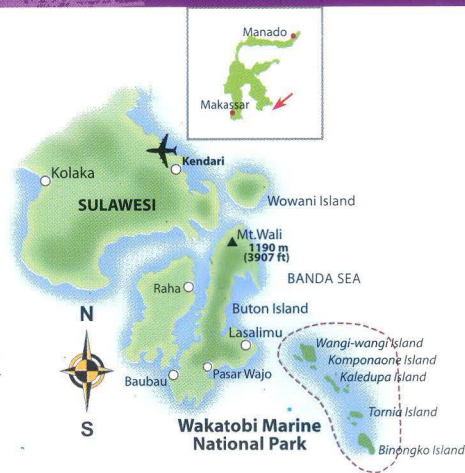 Manado
Makassar
Kendari
Kolaka
SULAWESI
Wowani Island
Mt.Wali
1190 m
(3907 ft)
BANDA SEA
Raha
Buton Island
N
Lasalimu
Wangi-wangi Island
Komponaone Island
Kaledupa Island
Pasar Wajo
Baubau
S
Tornia Island
Wakatobi Marine
National Park
Binongko Island